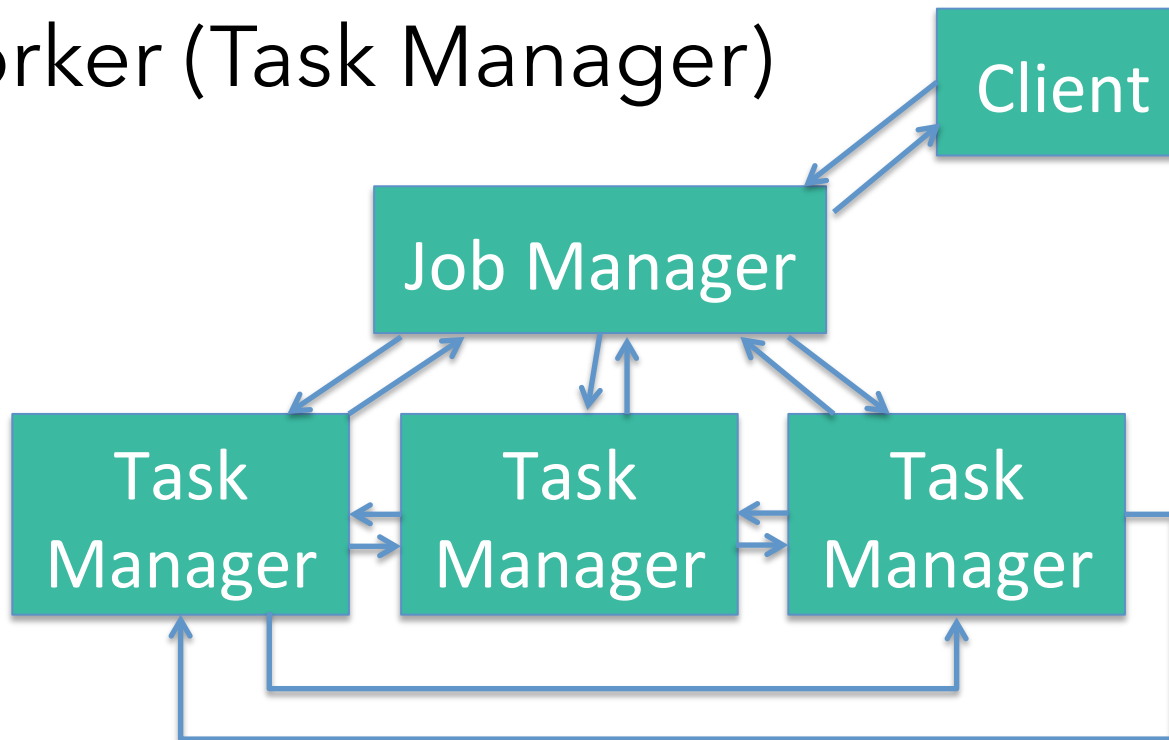 orker (Task Manager)
Client
Job Manager
Task
Manager
Task
Manager
Task
Manager